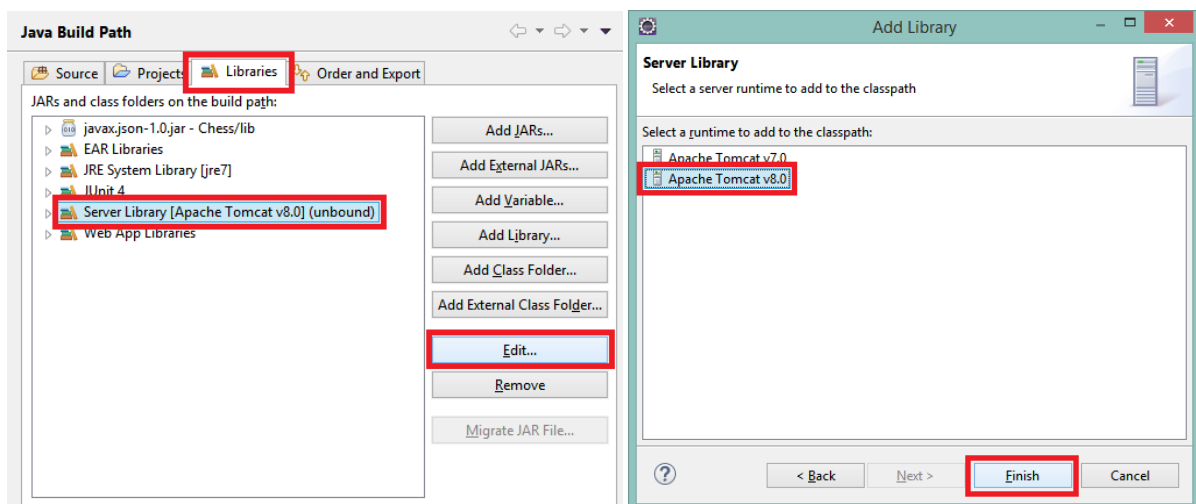 Java Build Path
Source
Projects
Libraries
Order and Export
JARs and class folders on the build path:
javax.json-1.0.jar - Chess/lib
EAR Libraries
JRE System Library [jre7]
JUnit 4
Server Library [Apache Tomcat v8.0] (unbound)
Web App Libraries
Add JARs...
Add External JARs...
Add Variable...
Add Library...
Add Class Folder...
Add External Class Folder...
Edit...
Remove
Migrate JAR File...
Add Library
Server Library
Select a server runtime to add to the classpath
Select a runtime to add to the classpath:
Apache Tomcat v7.0
Apache Tomcat v8.0
< Back
Next >
Finish
Cancel